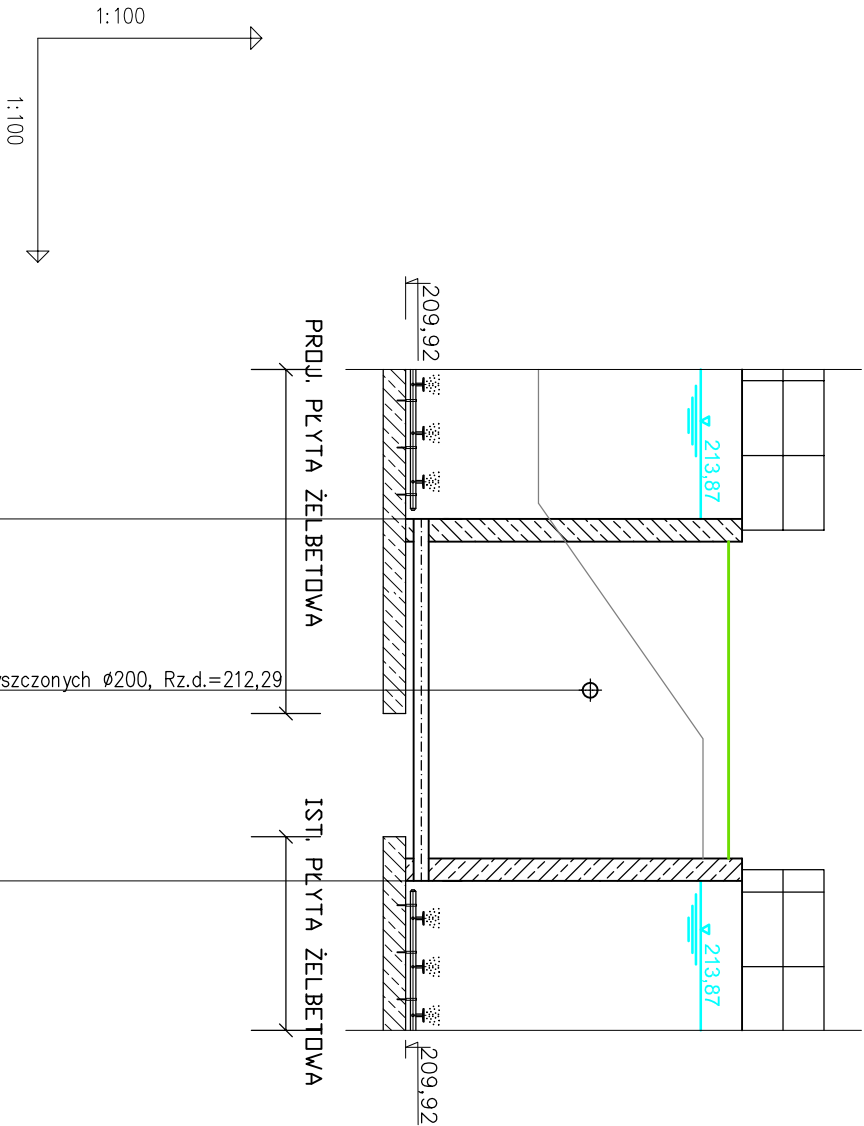 1:100
1:100
209,92
PROJ. PŁYTA ŻELBETOWA
213,87
Ø200, Rz.d.=212,29
IST. PŁYTA ŻELBETOWA
213,87
209,92